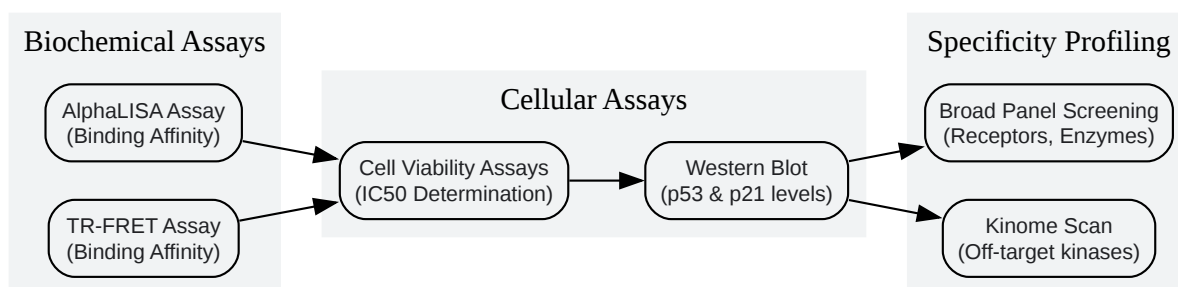 Biochemical Assays
AlphaLISA Assay
(Binding Affinity)
TR-FRET Assay
(Binding Affinity)
Cellular Assays
Cell Viability Assays
(IC50 Determination)
Western Blot
(p53 & p21 levels)
Specificity Profiling
Broad Panel Screening
(Receptors, Enzymes)
Kinome Scan
(Off-target kinases)